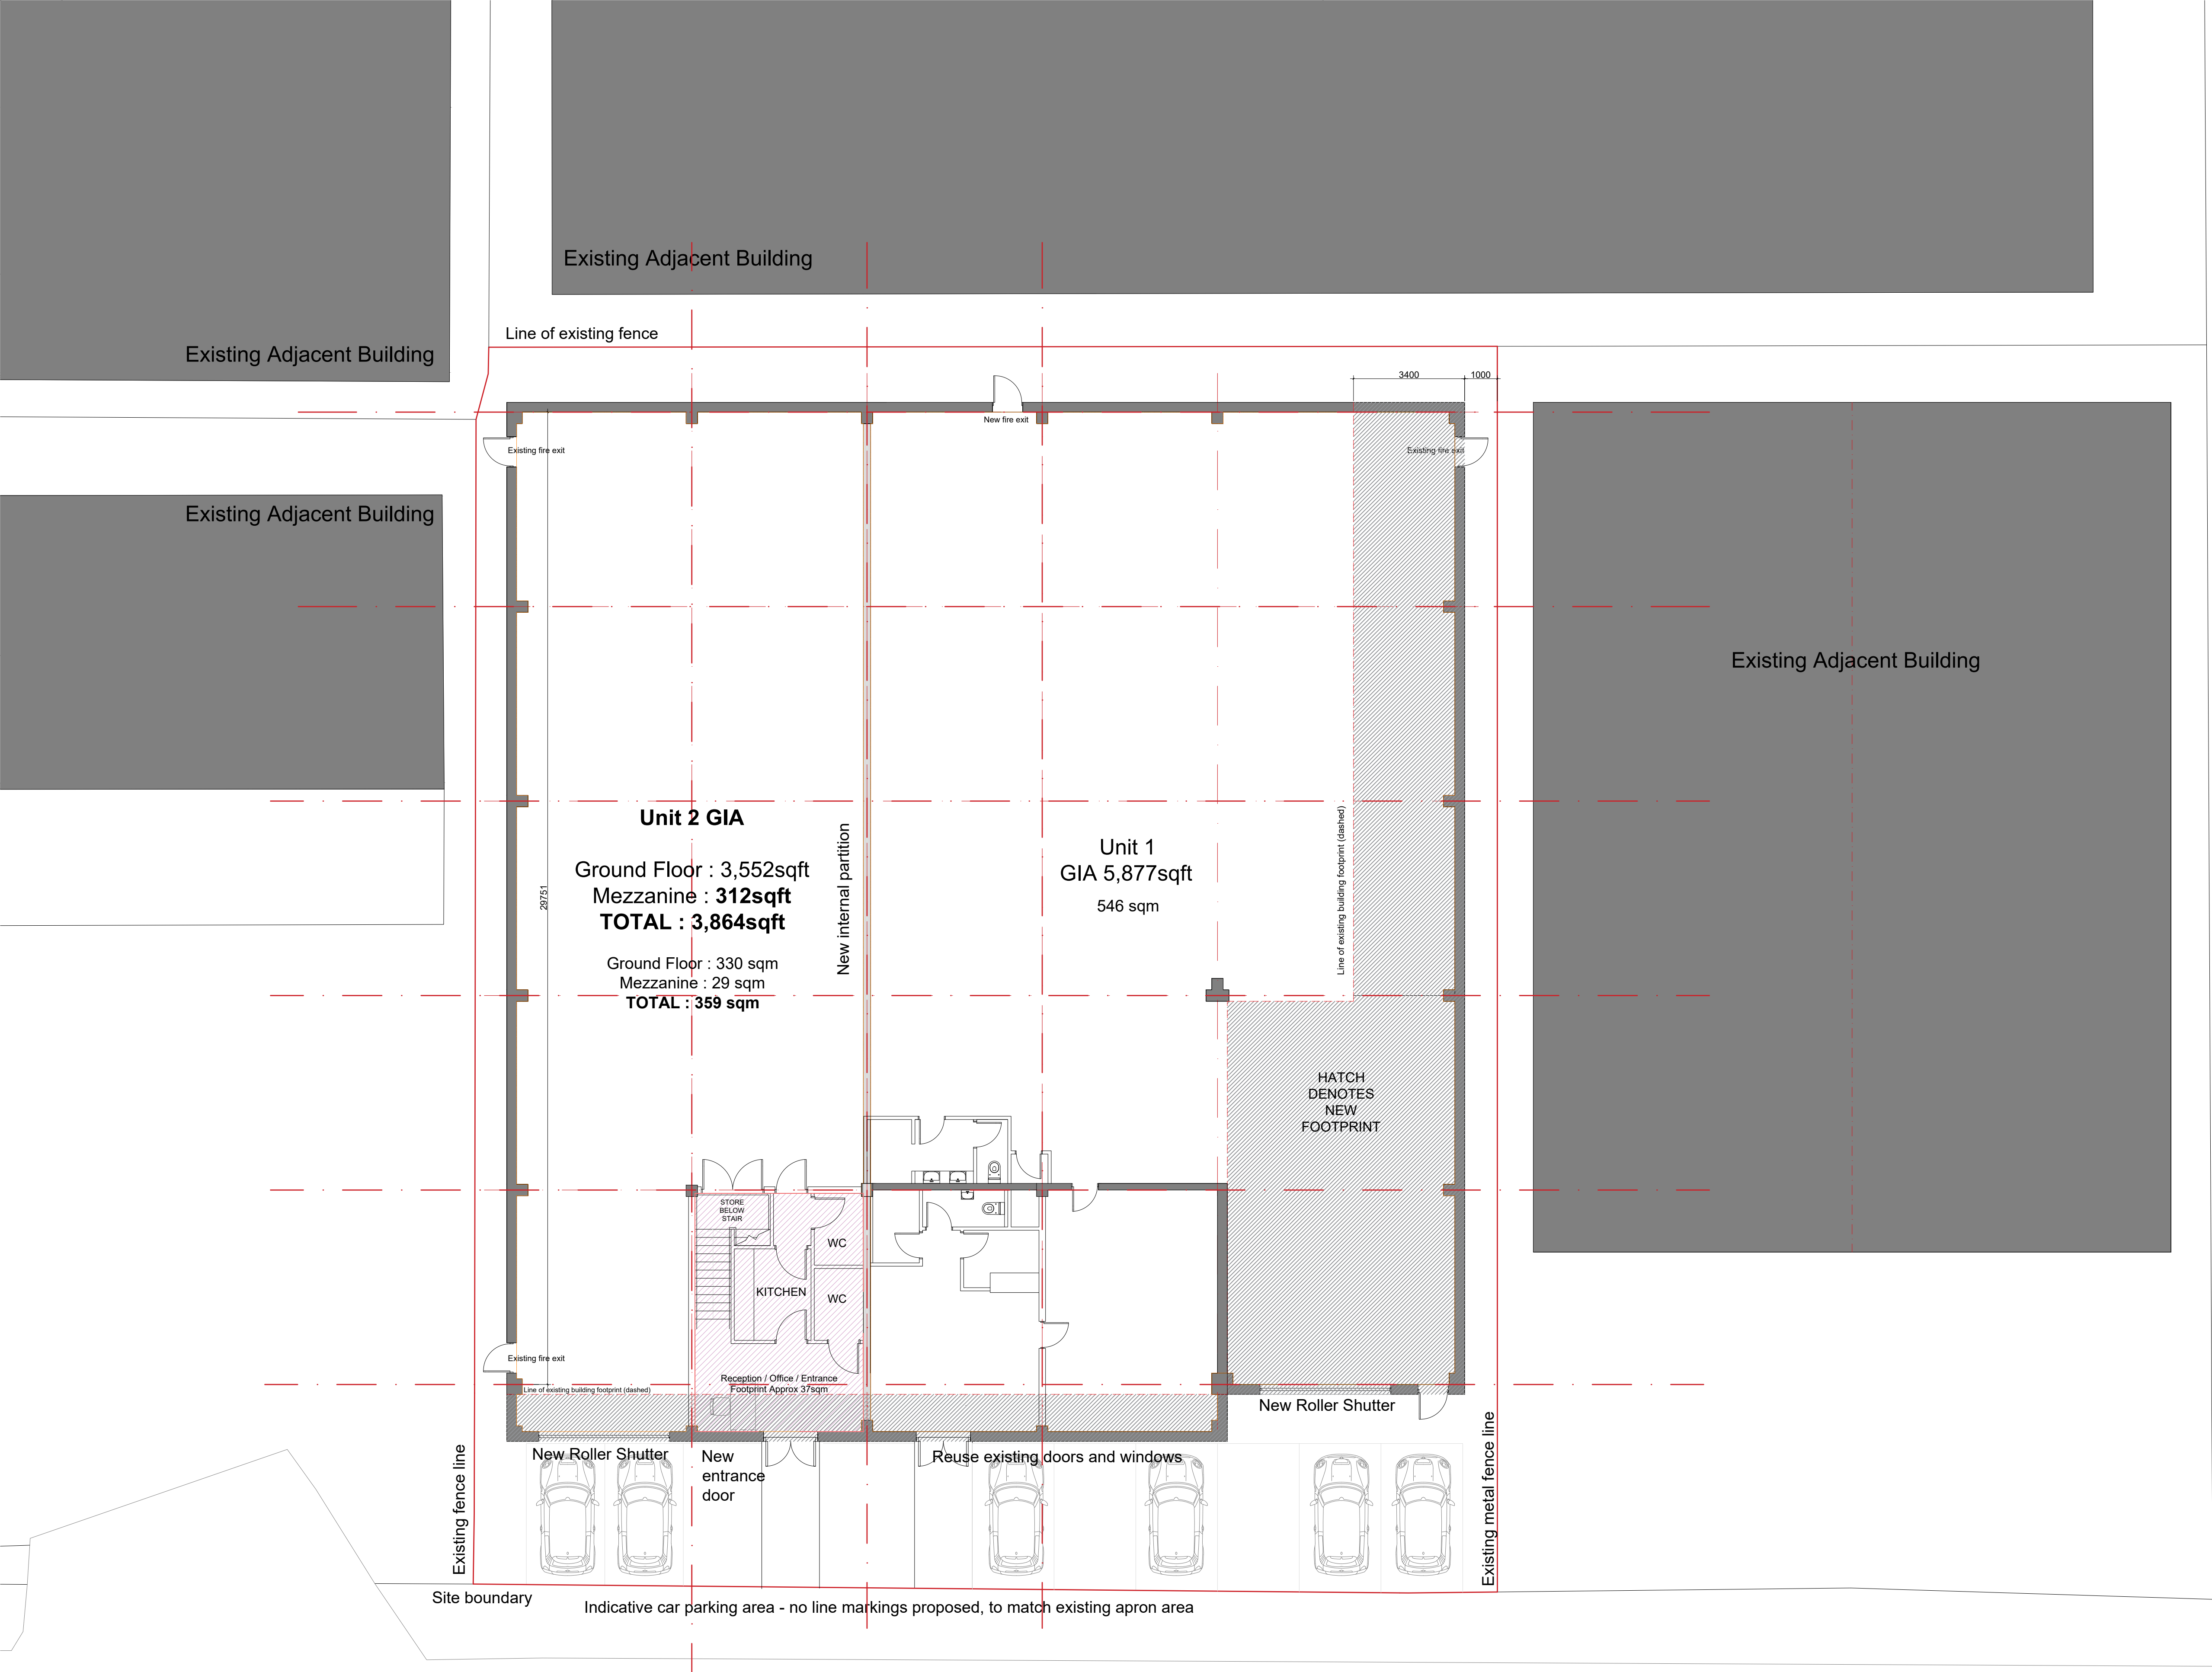 Existing Adjacent Building
Line of existing fence
Existing Adjacent Building
3400
1000
New fire exit
Existing fire exit
Existing fire exit
Existing Adjacent Building
Existing Adjacent Building
Unit 2 GIA
Ground Floor : 3,552sqft
Mezzanine : 312sqft
TOTAL : 3,864sqft
Ground Floor : 330 sqm
Mezzanine : 29 sqm
TOTAL : 359 sqm
29751
New internal partition
Unit 1
GIA 5,877sqft
546 sqm
Line of existing building footprint (dashed)
HATCH
DENOTES
NEW
FOOTPRINT
STORE
BELOW
STAIR
WC
KITCHEN
WC
Existing fire exit
Reception / Office / Entrance
Footprint Approx 37sqm
Line of existing building footprint (dashed)
New Roller Shutter
New Roller Shutter
New
entrance
door
Reuse existing doors and windows
Existing fence line
Existing metal fence line
Site boundary
Indicative car parking area - no line markings proposed, to match existing apron area